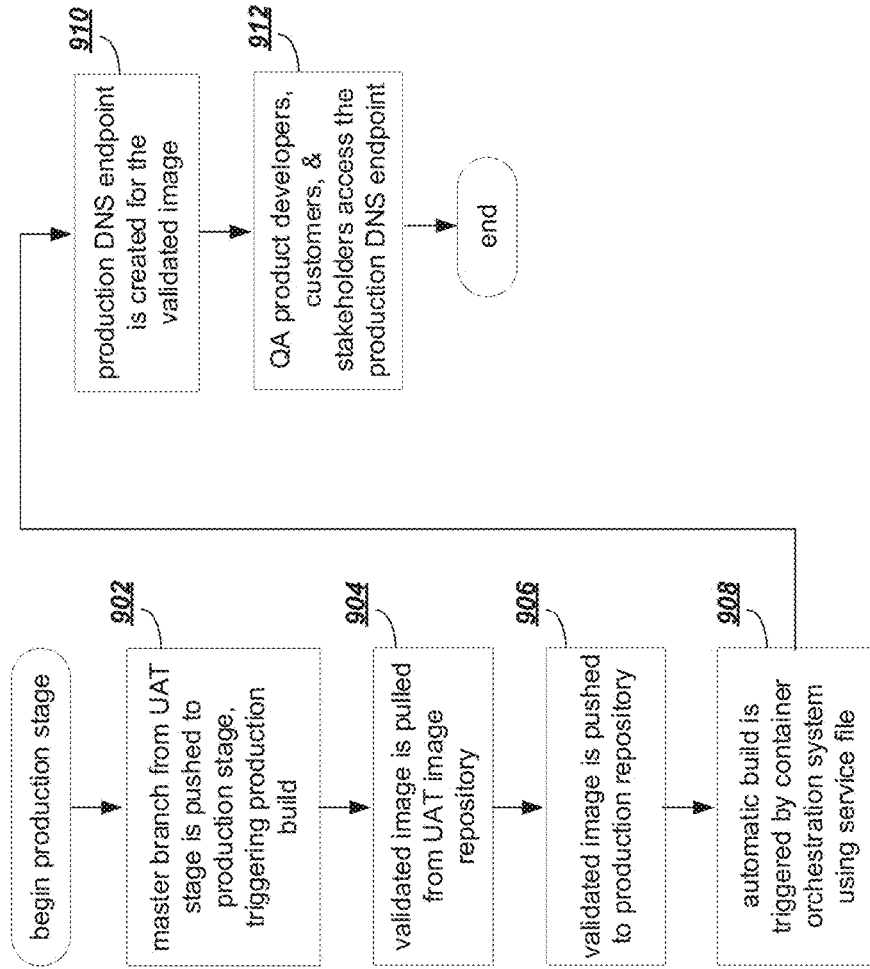 begin production stage
902
master branch from UAT
stage is pushed to
production stage,
triggering production
build
904
validated image is pulled
from UAT image
repository
906
validated image is pushed
to production repository
908
automatic build is
triggered by container
orchestration system
using service file
910
production DNS endpoint
is created for the
validated image
912
QA product developers,
customers, &
stakeholders access the
production DNS endpoint
end